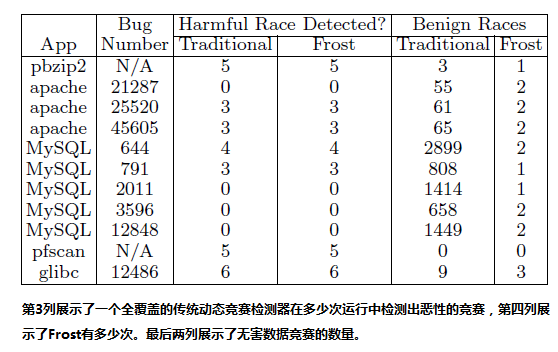 Bug Harmful Race Detected? Benign Races
App Number Traditional Frost Traditional Frost
pbzip2 N/A 5 5 3 1
apache 21287 0 0 55 2
apache 25520 3 3 61 2
apache 45605 3 3 65 2
MySQL 644 4 4 2899 2
MySQL 791 3 3 808 1
MySQL 2011 0 0 1414 1
MySQL 3596 0 0 658 2
MySQL 12848 0 0 1449 2
pfscan N/A 5 5 0 0
glibc 12486 6 6 9 3
第3列展示了一个全覆盖的传统动态竞赛检测器在多少次运行中检测出恶性的竞赛，第四列展
示了Frost有多少次。最后两列展示了无害数据竞赛的数量。